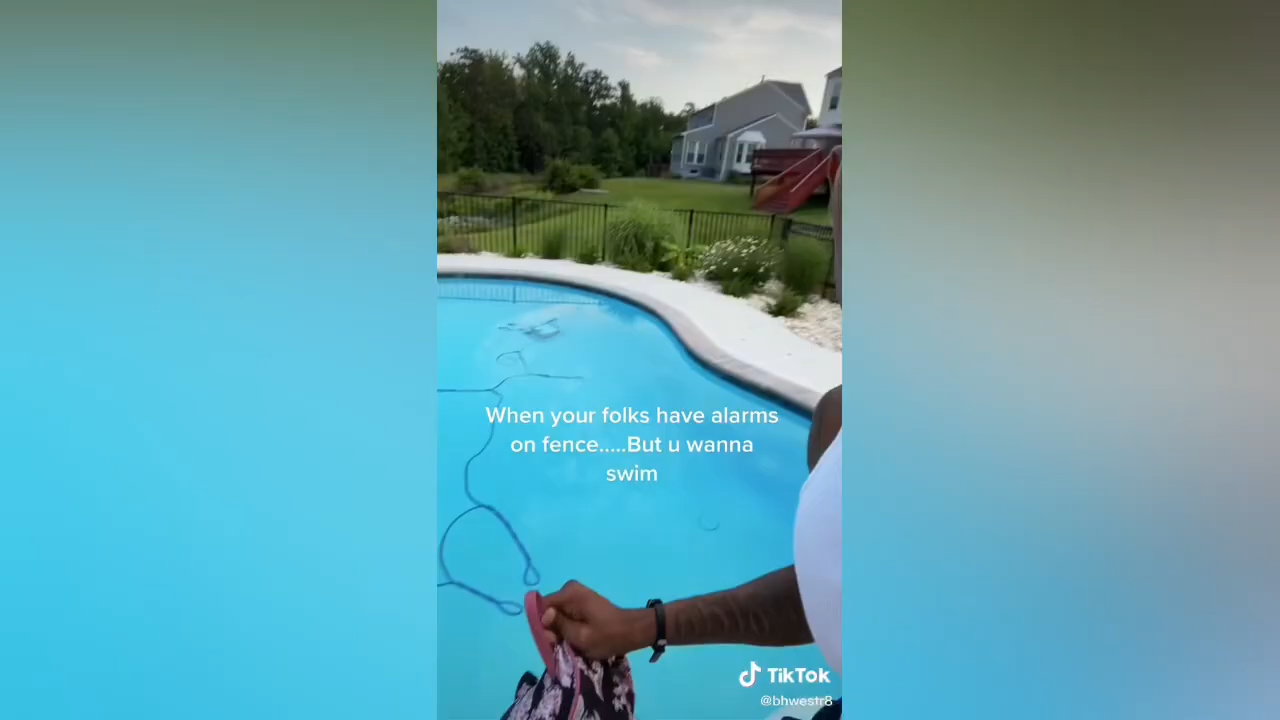 When your folks have alarms
on fence.....But u wanna
swim
TikTok
@bhwestr8